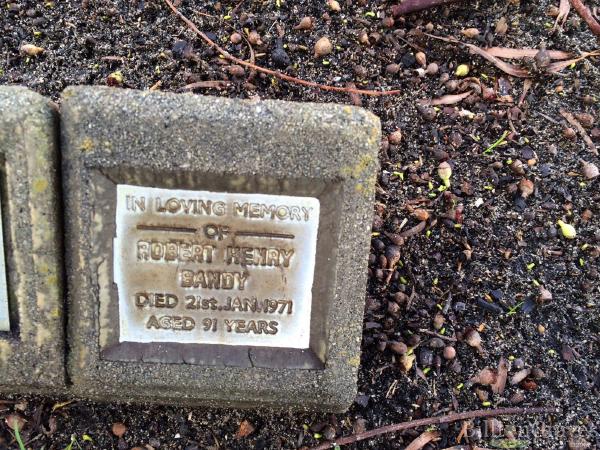 IN LOVING MEMORY
OF
ROBERT HENRY
BANDY
DIED 21st. JAN. 1971
AGED 91 YEARS